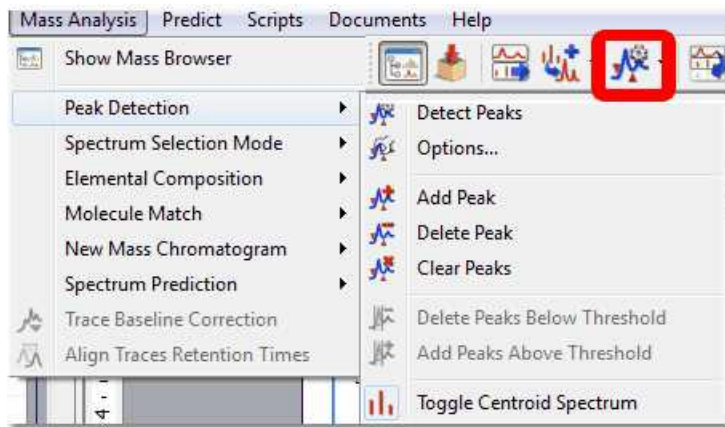 Mass Analysis Predict Scripts Documents Help
Show Mass Browser
Peak Detection
Spectrum Selection Mode
Elemental Composition
Molecule Match
New Mass Chromatogram
Spectrum Prediction
Trace Baseline Correction
Align Traces Retention Times
Detect Peaks
Options...
Add Peak
Delete Peak
Clear Peaks
Delete Peaks Below Threshold
Add Peaks Above Threshold
Toggle Centroid Spectrum
4